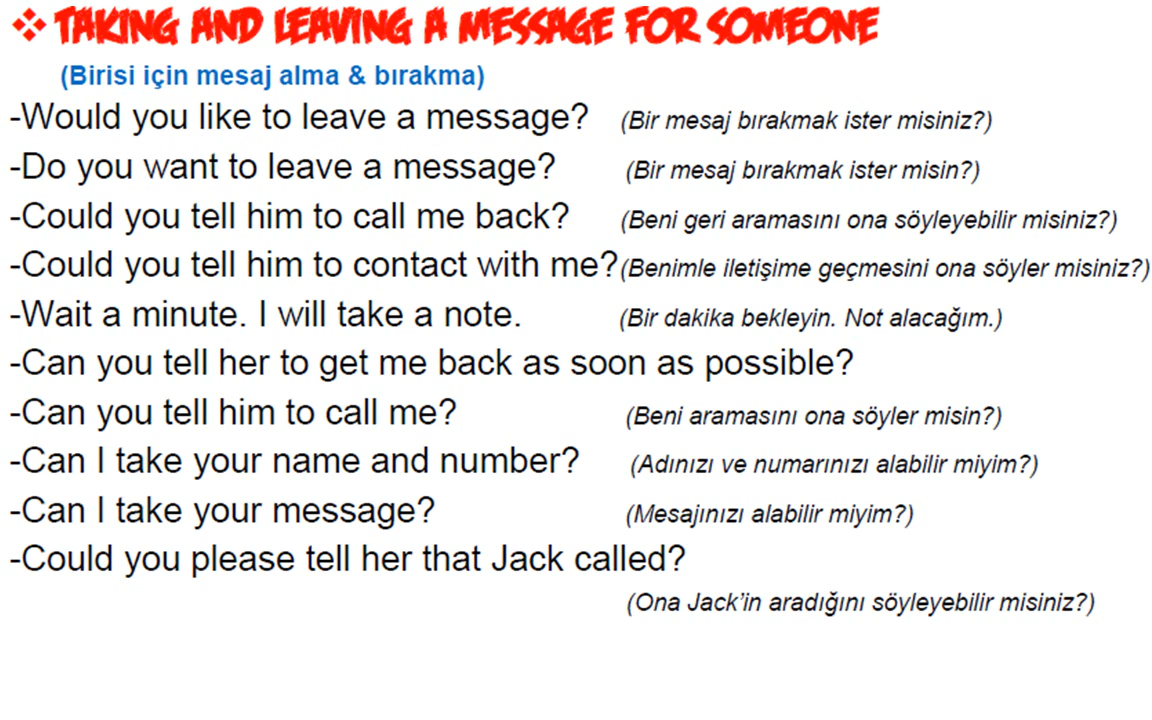 ❖ TAKING AND LEAVING A MESSAGE FOR SOMEONE
(Birisi için mesaj alma & bırakma)
-Would you like to leave a message? (Bir mesaj bırakmak ister misiniz?)
-Do you want to leave a message? (Bir mesaj bırakmak ister misin?)
-Could you tell him to call me back? (Beni geri aramasını ona söyleyebilir misiniz?)
-Could you tell him to contact with me? (Benimle iletişime geçmesini ona söyler misiniz?)
-Wait a minute. I will take a note. (Bir dakika bekleyin. Not alacağım.)
-Can you tell her to get me back as soon as possible?
-Can you tell him to call me? (Beni aramasını ona söyler misin?)
-Can I take your name and number? (Adınızı ve numarınızı alabilir miyim?)
-Can I take your message? (Mesajınızı alabilir miyim?)
-Could you please tell her that Jack called?
(Ona Jack’in aradığını söyleyebilir misiniz?)